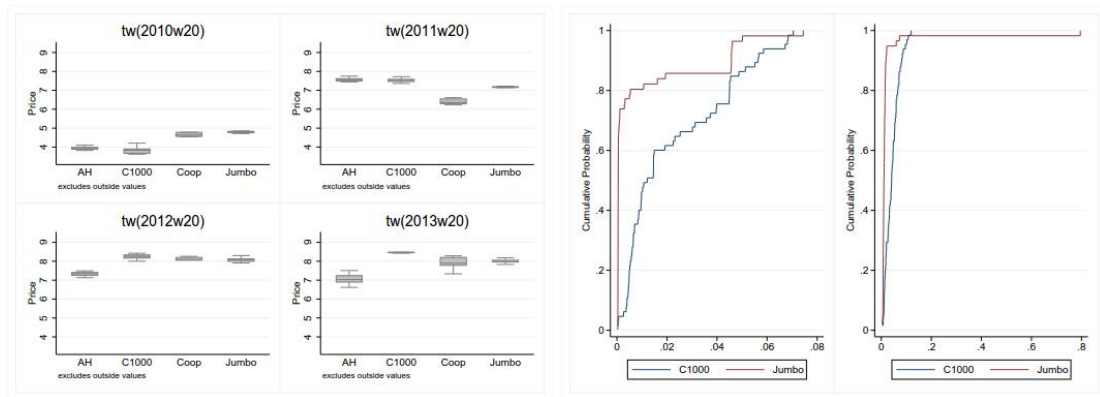 tw(2010w20)
Price
9
8
7
6
5
4
AH C1000 Coop Jumbo
excludes outside values
tw(2011w20)
Price
9
8
7
6
5
4
AH C1000 Coop Jumbo
excludes outside values
tw(2012w20)
Price
9
8
7
6
5
4
AH C1000 Coop Jumbo
excludes outside values
tw(2013w20)
Price
9
8
7
6
5
4
AH C1000 Coop Jumbo
excludes outside values
Cumulative Probability
1
.8
.6
.4
.2
0
0 .02 .04 .06 .08
C1000 Jumbo
Cumulative Probability
1
.8
.6
.4
.2
0
0 .2 .4 .6 .8
C1000 Jumbo